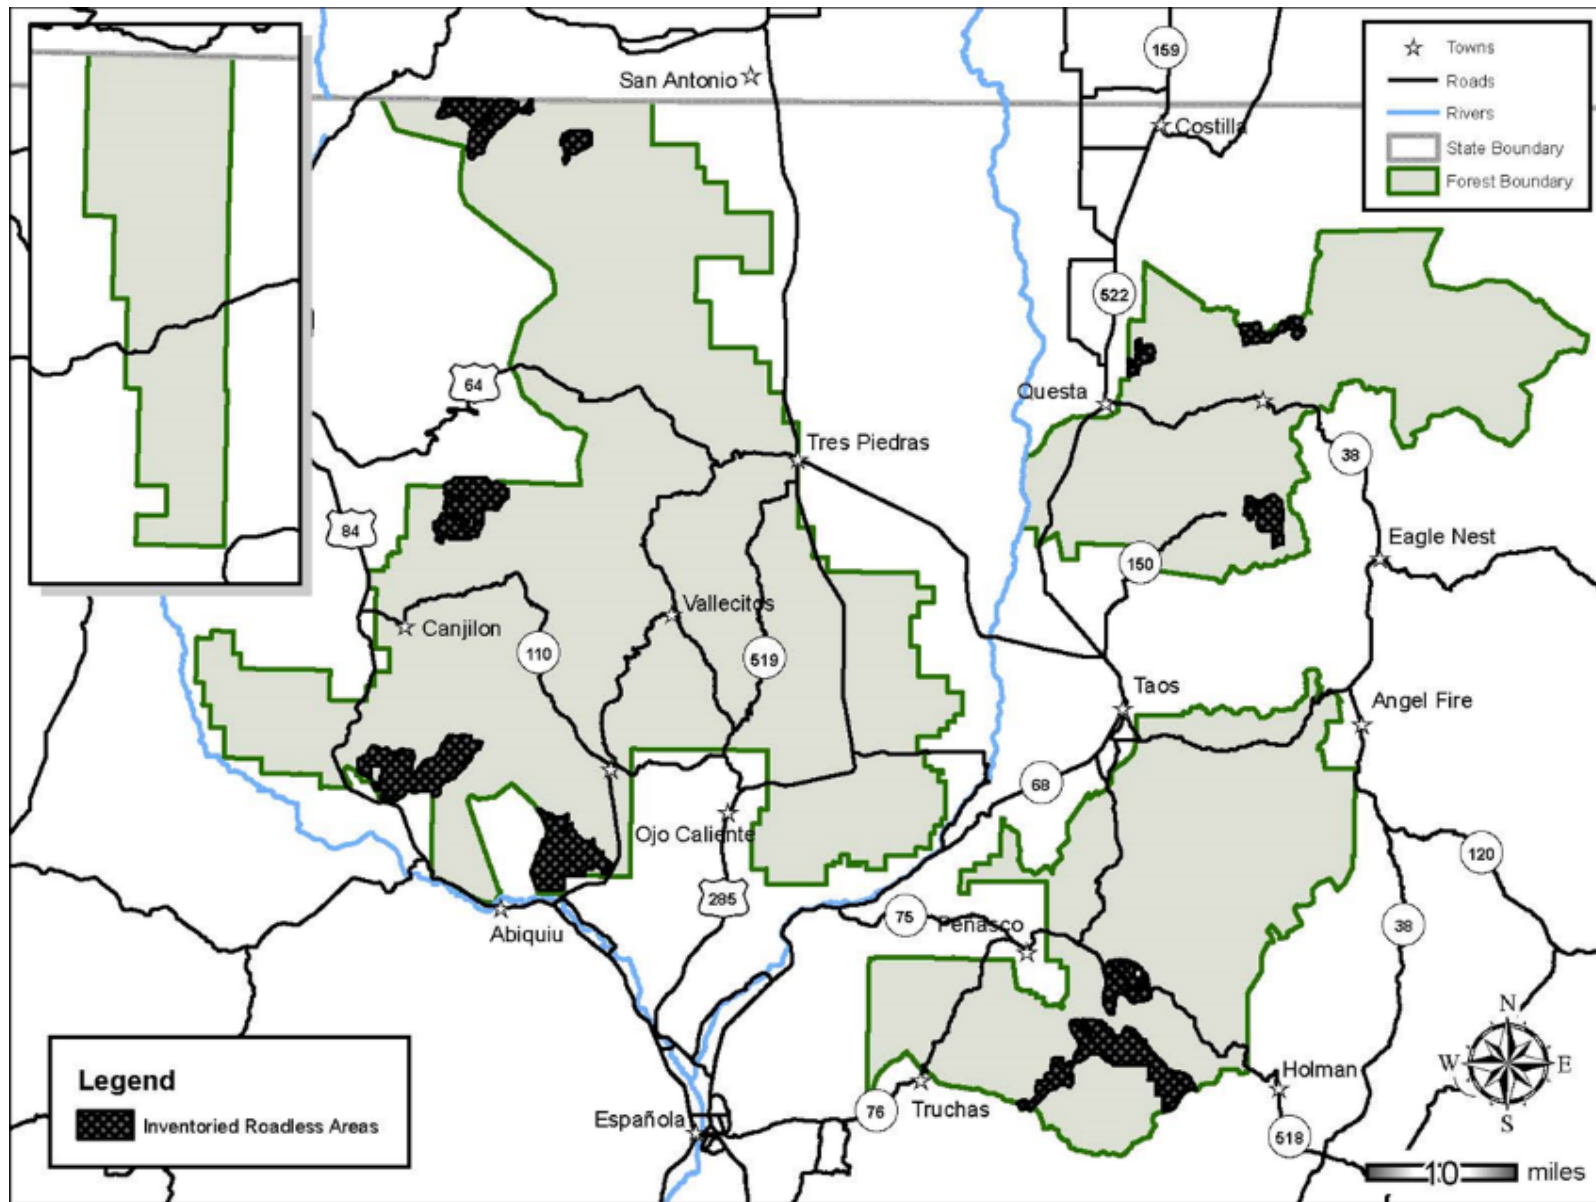 San Antonio
159
Costilla
Towns
Roads
Rivers
State Boundary
Forest Boundary
522
64
Questa
Tres Piedras
38
84
Eagle Nest
150
Vallecitos
Canjilon
110
519
Taos
Angel Fire
68
Ojo Caliente
120
285
75
Peñasco
38
Abiquiu
N
W
E
S
Legend
Inventoried Roadless Areas
Holman
Española
76
Truchas
518
10 miles